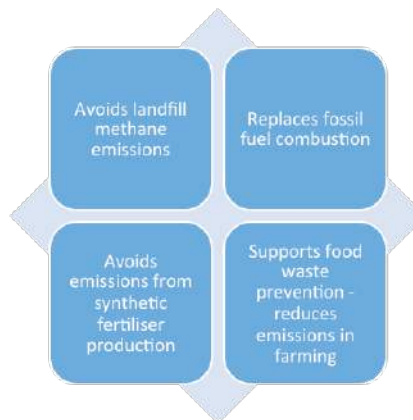 Avoids landfill
methane
emissions
Replaces fossil
fuel combustion
Avoids
emissions from
synthetic
fertiliser
production
Supports food
waste
prevention -
reduces
emissions in
farming